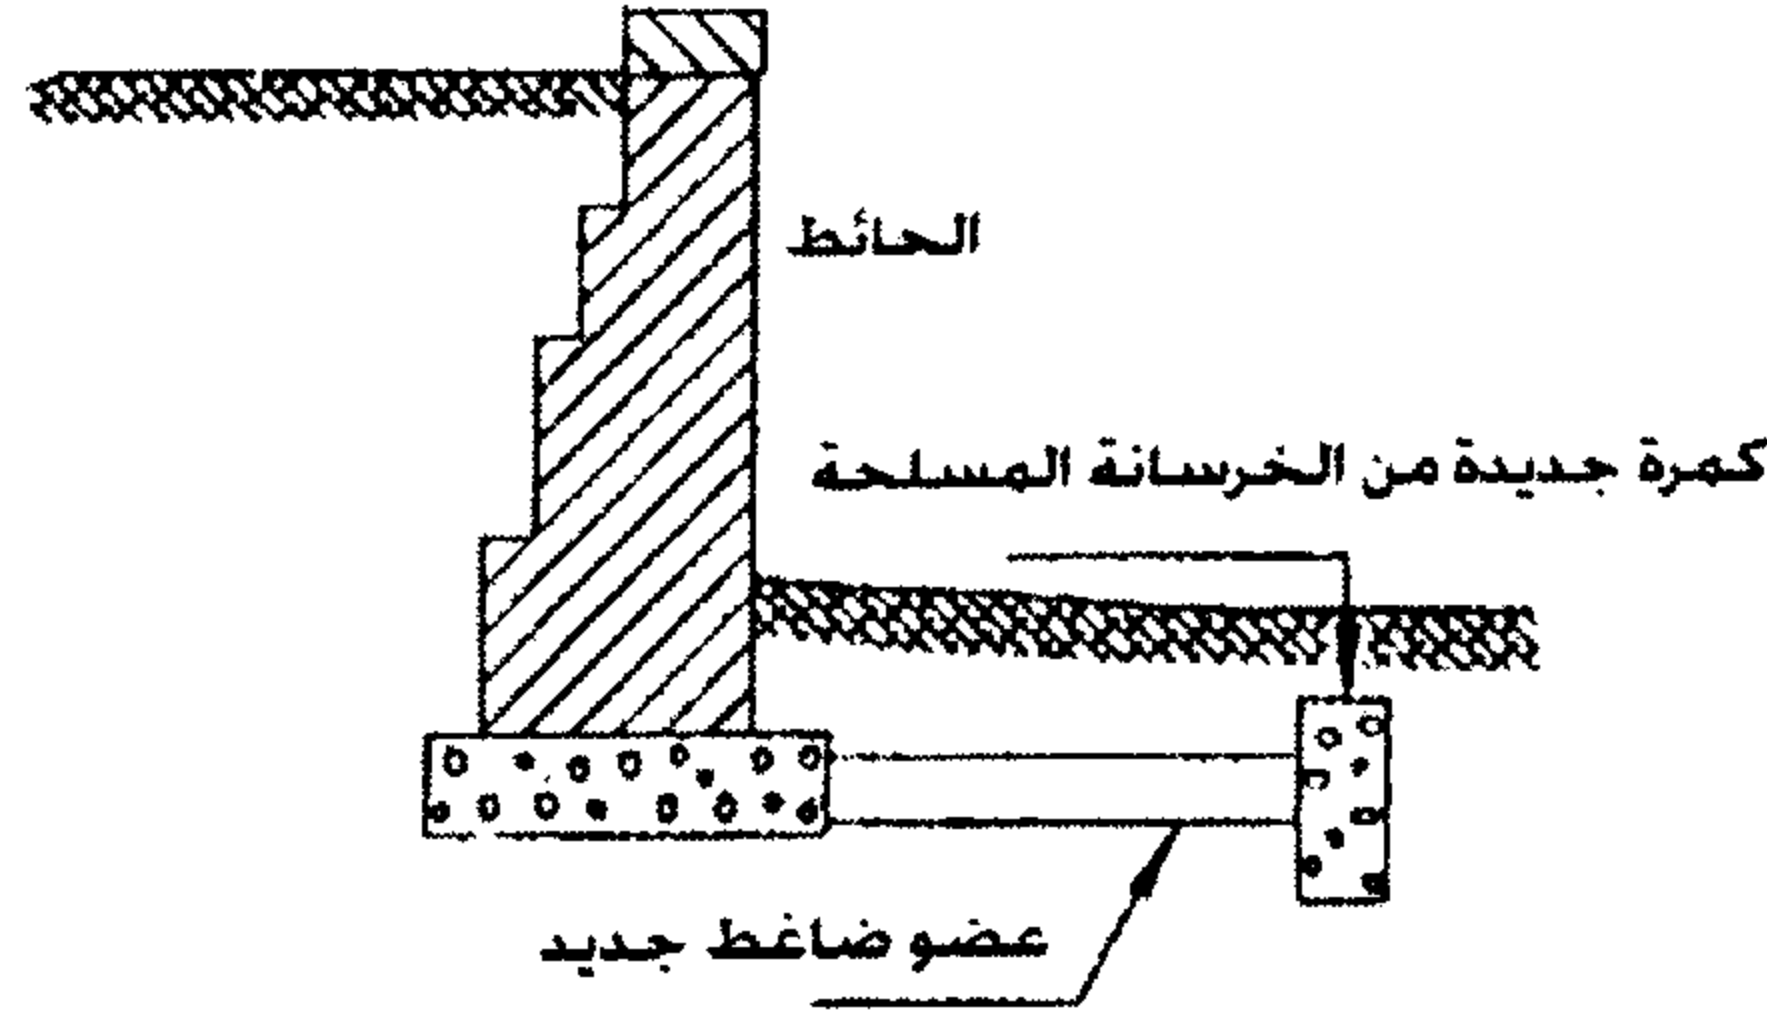 الحائط
كمرة جديدة من الخرسانة المسلحة
عضو ضاغط جديد